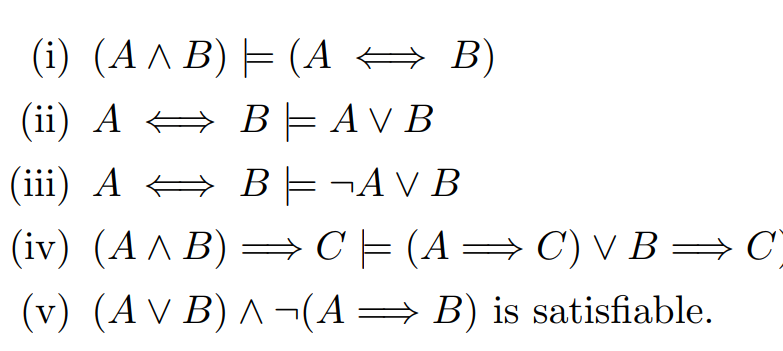 (i) (A ∧ B) ⊨ (A ⟺ B)
(ii) A ⟺ B ⊨ A ∨ B
(iii) A ⟺ B ⊨ ¬A ∨ B
(iv) (A ∧ B) ⟹ C ⊨ (A ⟹ C) ∨ B ⟹ C)
(v) (A ∨ B) ∧ ¬(A ⟹ B) is satisfiable.